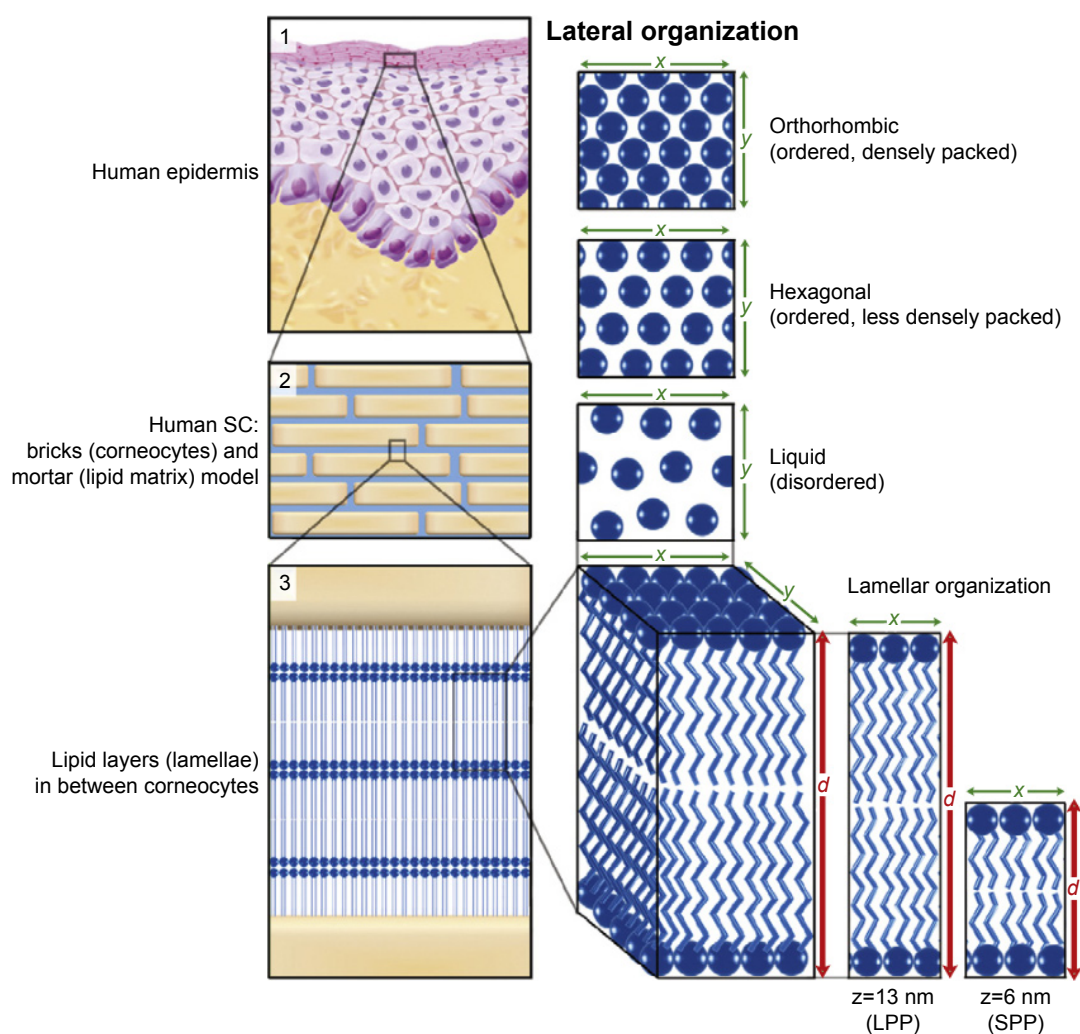 1
Human epidermis
2
Human SC:
bricks (corneocytes) and
mortar (lipid matrix) model
3
Lipid layers (lamellae)
in between corneocytes
Lateral organization
x
y
Orthorhombic
(ordered, densely packed)
x
y
Hexagonal
(ordered, less densely packed)
x
y
Liquid
(disordered)
x
y
d
Lamellar organization
x
d
z=13 nm
(LPP)
x
d
z=6 nm
(SPP)